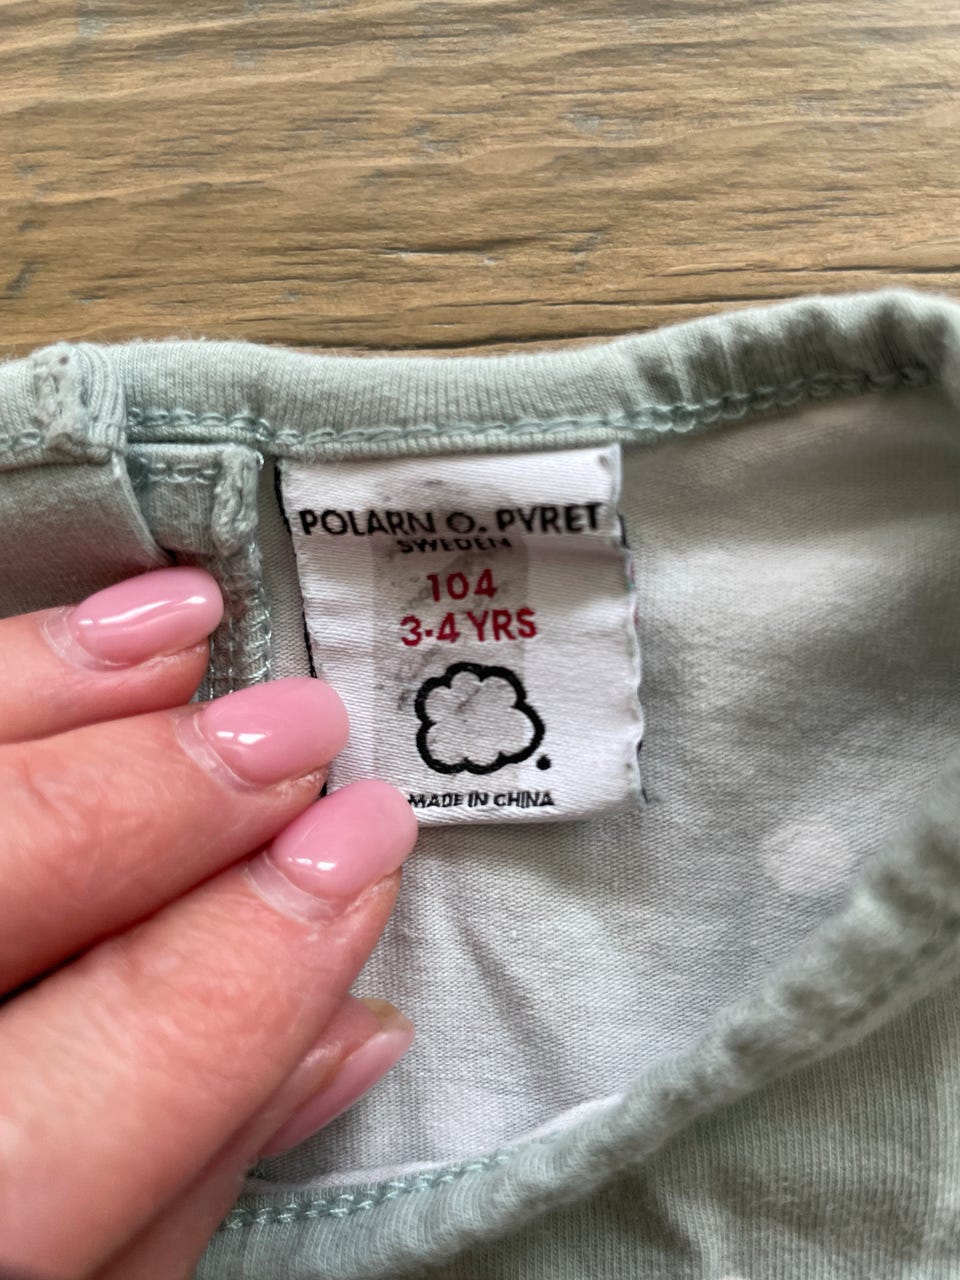 POLARN O. PYRET
SWEDEN
104
3-4 YRS
MADE IN CHINA